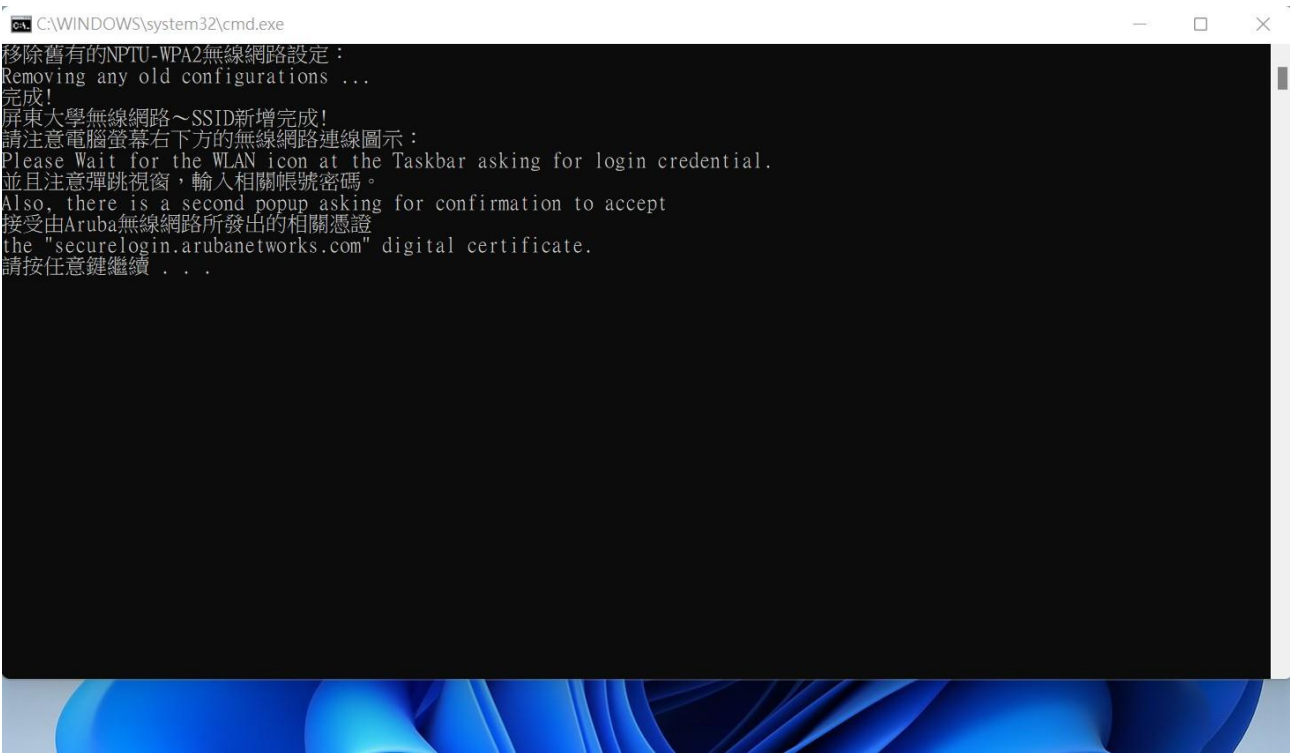 C:\WINDOWS\system32\cmd.exe
移除舊有的NPTU-WPA2無線網路設定：
Removing any old configurations ...
完成!
屏東大學無線網路～SSID新增完成!
請注意電腦螢幕右下方的無線網路連線圖示：
Please Wait for the WLAN icon at the Taskbar asking for login credential.
並且注意彈跳視窗，輸入相關帳號密碼。
Also, there is a second popup asking for confirmation to accept
接受由Aruba無線網路所發出的相關憑證
the "securelogin.arubanetworks.com" digital certificate.
請按任意鍵繼續 . . .